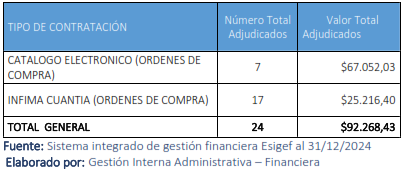 TIPO DE CONTRATACIÓN Número Total Adjudicados Valor Total Adjudicados
CATALOGO ELECTRONICO (ORDENES DE COMPRA) 7 $67.052,03
INFIMA CUANTIA (ORDENES DE COMPRA) 17 $25.216,40
TOTAL GENERAL 24 $92.268,43
Fuente: Sistema integrado de gestión financiera Esigef al 31/12/2024
Elaborado por: Gestión Interna Administrativa – Financiera